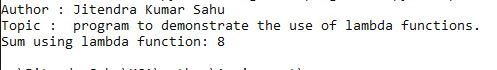 Author : Jitendra Kumar Sahu
Topic :  program to demonstrate the use of lambda functions.
Sum using lambda function: 8